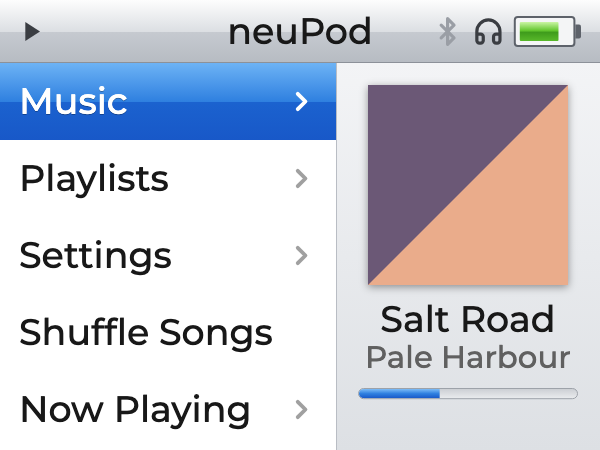 neuPod
Music
Playlists
Settings
Shuffle Songs
Now Playing
Salt Road
Pale Harbour